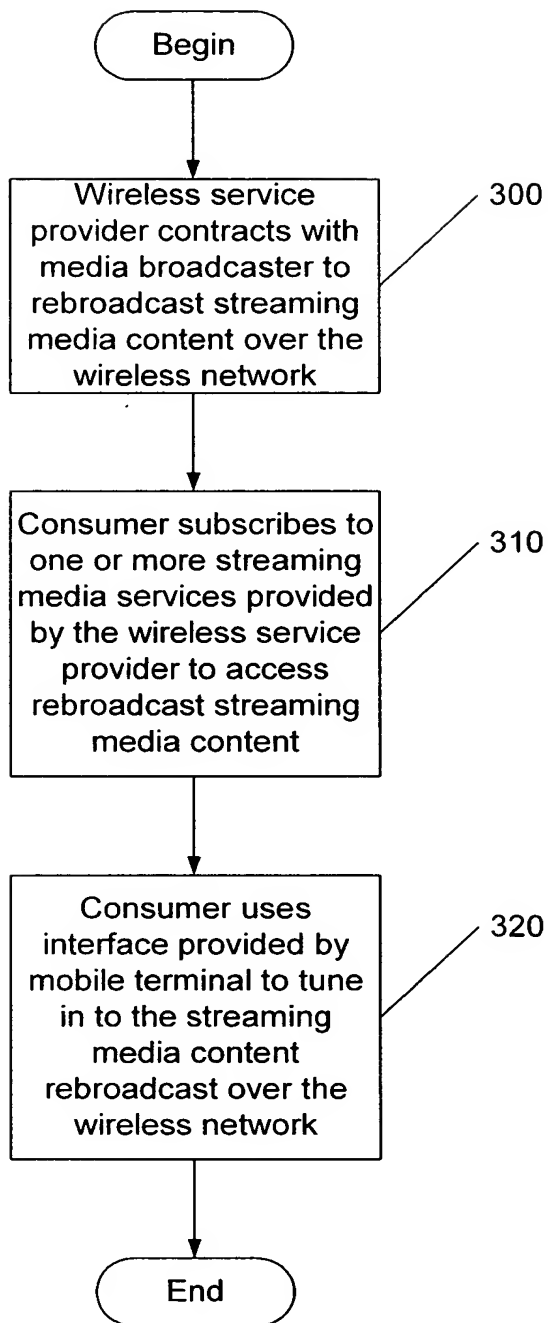 Begin
Wireless service
provider contracts with
media broadcaster to
rebroadcast streaming
media content over the
wireless network
300
Consumer subscribes to
one or more streaming
media services provided
by the wireless service
provider to access
rebroadcast streaming
media content
310
Consumer uses
interface provided by
mobile terminal to tune
in to the streaming
media content
rebroadcast over the
wireless network
320
End